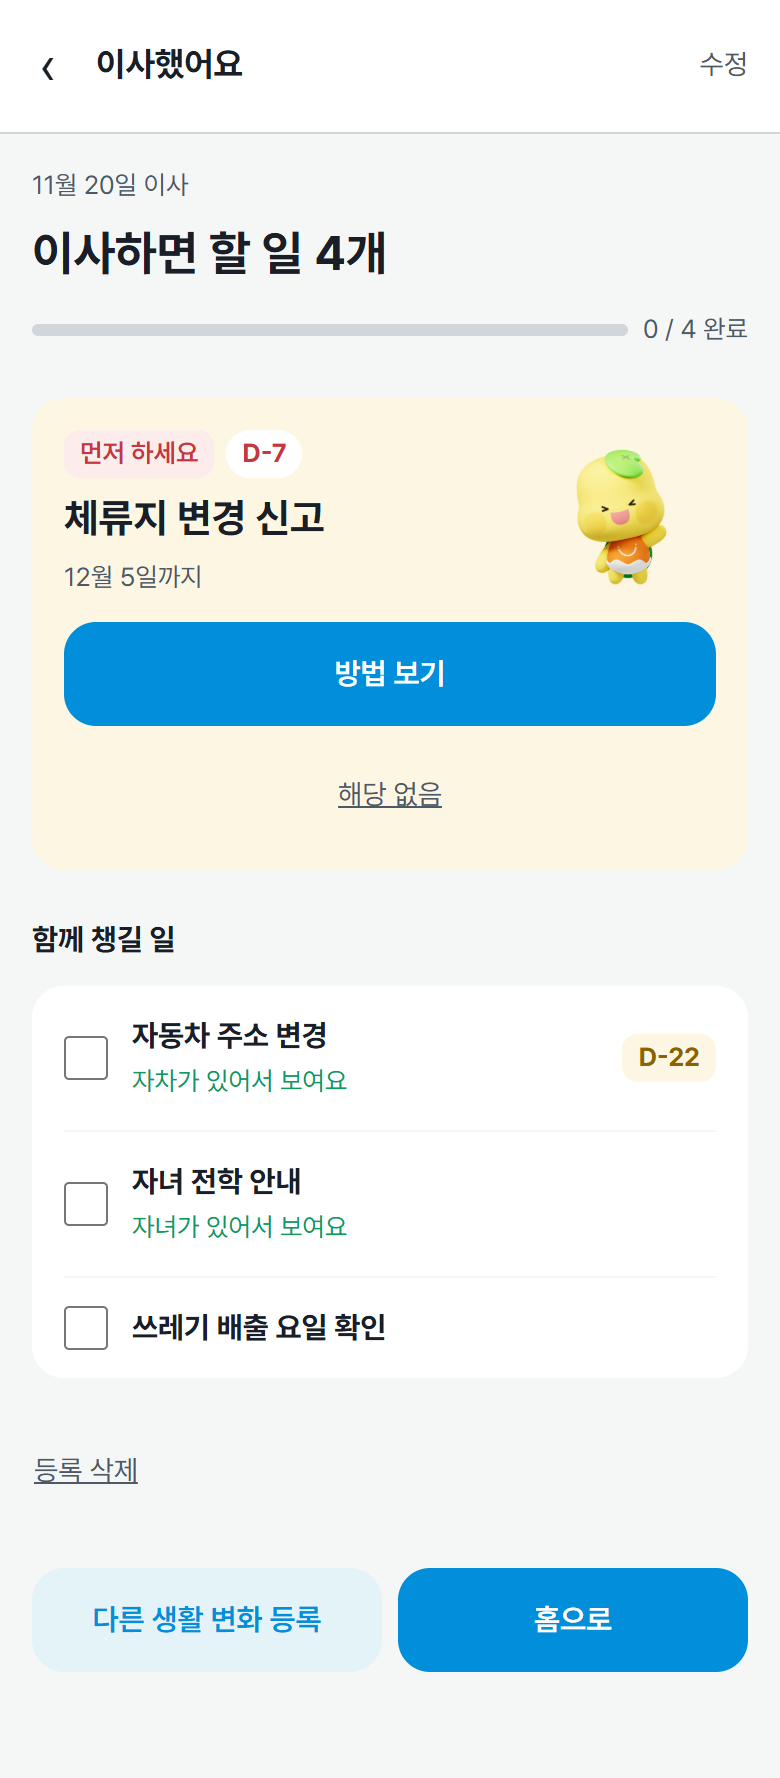 ‹ 이사했어요 수정
11월 20일 이사
이사하면 할 일 4개
0 / 4 완료
먼저 하세요 D-7
체류지 변경 신고
12월 5일까지
방법 보기
해당 없음
함께 챙길 일
자동차 주소 변경
자차가 있어서 보여요
D-22
자녀 전학 안내
자녀가 있어서 보여요
쓰레기 배출 요일 확인
등록 삭제
다른 생활 변화 등록
홈으로